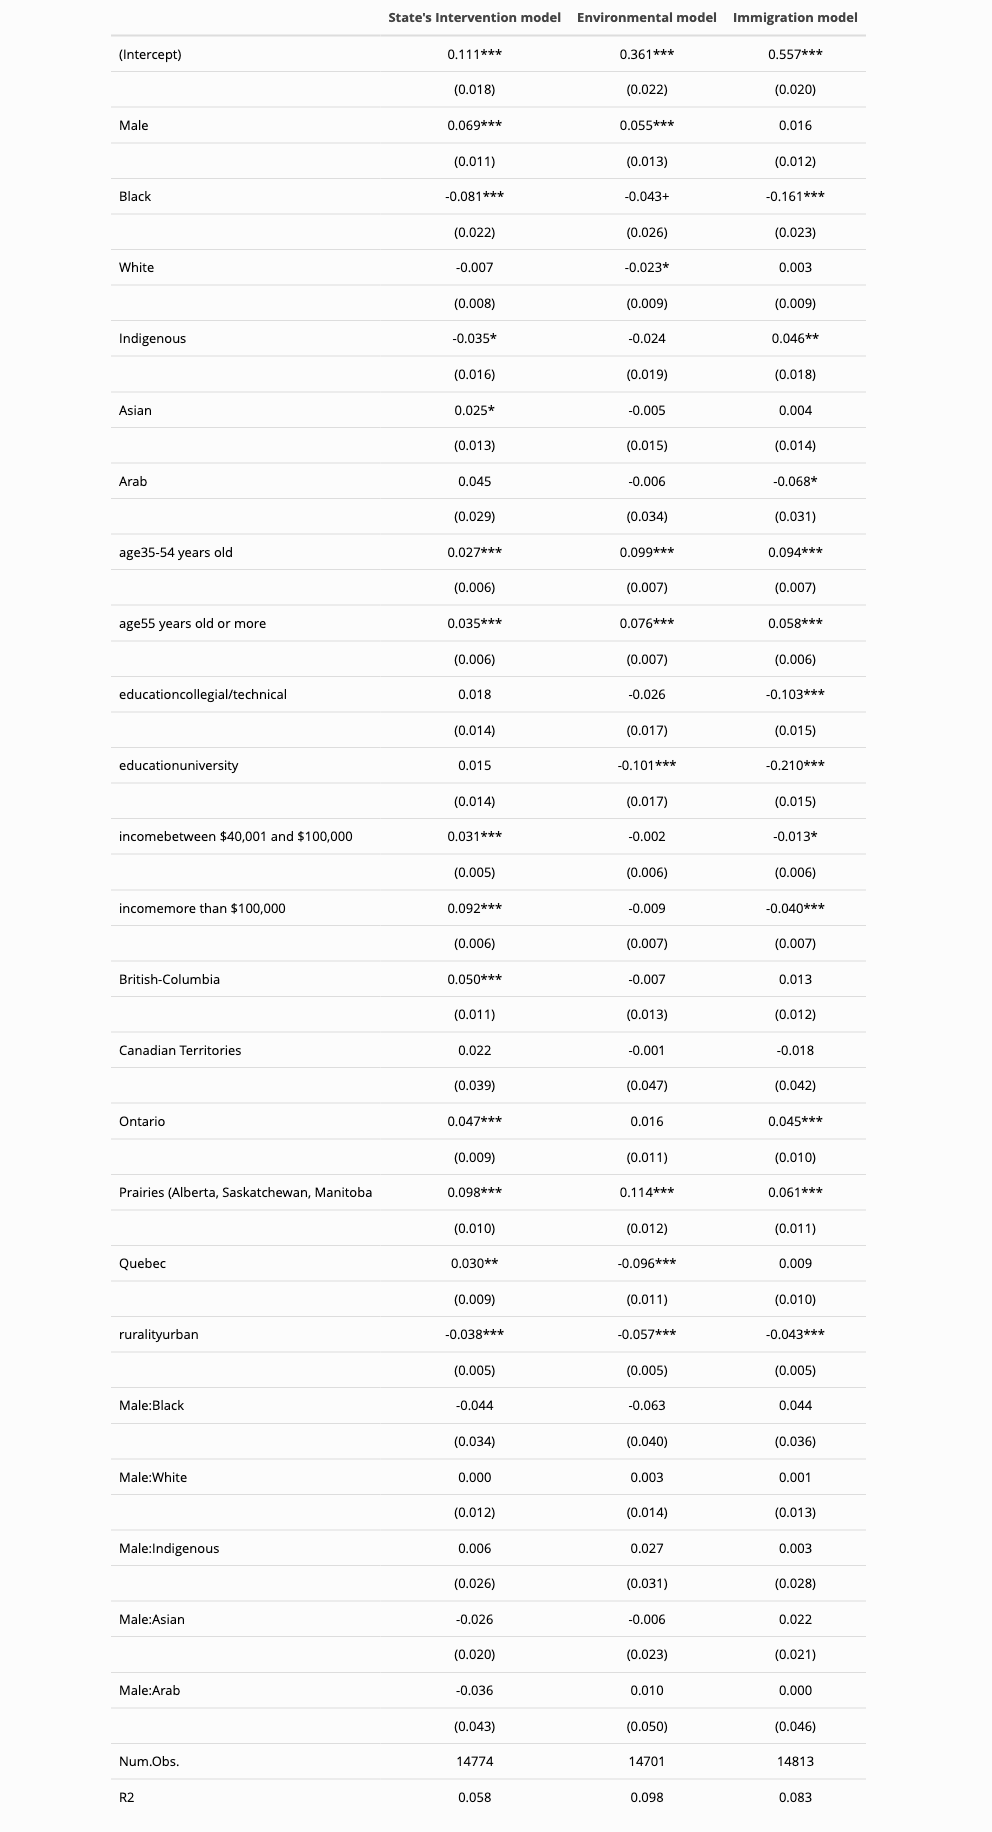 State's Intervention model Environmental model Immigration model
(Intercept) 0.111*** 0.361*** 0.557***
(0.018) (0.022) (0.020)
Male 0.069*** 0.055*** 0.016
(0.011) (0.013) (0.012)
Black -0.081*** -0.043+ -0.161***
(0.022) (0.026) (0.023)
White -0.007 -0.023* 0.003
(0.008) (0.009) (0.009)
Indigenous -0.035* -0.024 0.046**
(0.016) (0.019) (0.018)
Asian 0.025* -0.005 0.004
(0.013) (0.015) (0.014)
Arab 0.045 -0.006 -0.068*
(0.029) (0.034) (0.031)
age35-54 years old 0.027*** 0.099*** 0.094***
(0.006) (0.007) (0.007)
age55 years old or more 0.035*** 0.076*** 0.058***
(0.006) (0.007) (0.006)
educationcollegial/technical 0.018 -0.026 -0.103***
(0.014) (0.017) (0.015)
educationuniversity 0.015 -0.101*** -0.210***
(0.014) (0.017) (0.015)
incomebetween $40,001 and $100,000 0.031*** -0.002 -0.013*
(0.005) (0.006) (0.006)
incomemore than $100,000 0.092*** -0.009 -0.040***
(0.006) (0.007) (0.007)
British-Columbia 0.050*** -0.007 0.013
(0.011) (0.013) (0.012)
Canadian Territories 0.022 -0.001 -0.018
(0.039) (0.047) (0.042)
Ontario 0.047*** 0.016 0.045***
(0.009) (0.011) (0.010)
Prairies (Alberta, Saskatchewan, Manitoba 0.098*** 0.114*** 0.061***
(0.010) (0.012) (0.011)
Quebec 0.030** -0.096*** 0.009
(0.009) (0.011) (0.010)
ruralityurban -0.038*** -0.057*** -0.043***
(0.005) (0.005) (0.005)
Male:Black -0.044 -0.063 0.044
(0.034) (0.040) (0.036)
Male:White 0.000 0.003 0.001
(0.012) (0.014) (0.013)
Male:Indigenous 0.006 0.027 0.003
(0.026) (0.031) (0.028)
Male:Asian -0.026 -0.006 0.022
(0.020) (0.023) (0.021)
Male:Arab -0.036 0.010 0.000
(0.043) (0.050) (0.046)
Num.Obs. 14774 14701 14813
R2 0.058 0.098 0.083